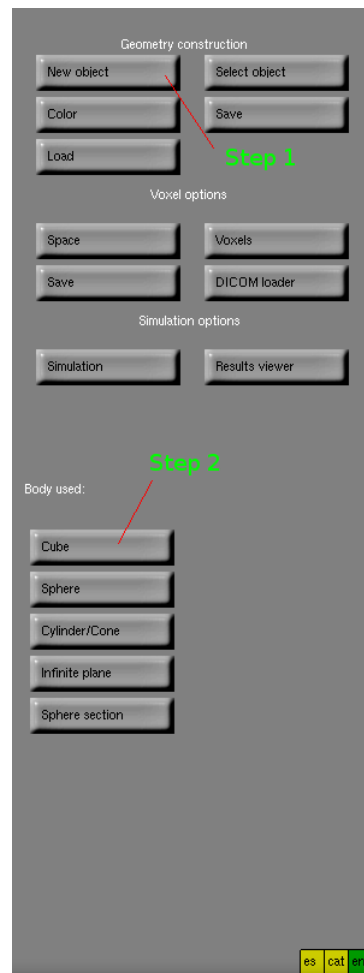 Geometry construction
New object
Select object
Color
Save
Load
Step 1
Voxel options
Space
Voxels
Save
DICOM loader
Simulation options
Simulation
Results viewer
Step 2
Body used:
Cube
Sphere
Cylinder/Cone
Infinite plane
Sphere section
es cat en